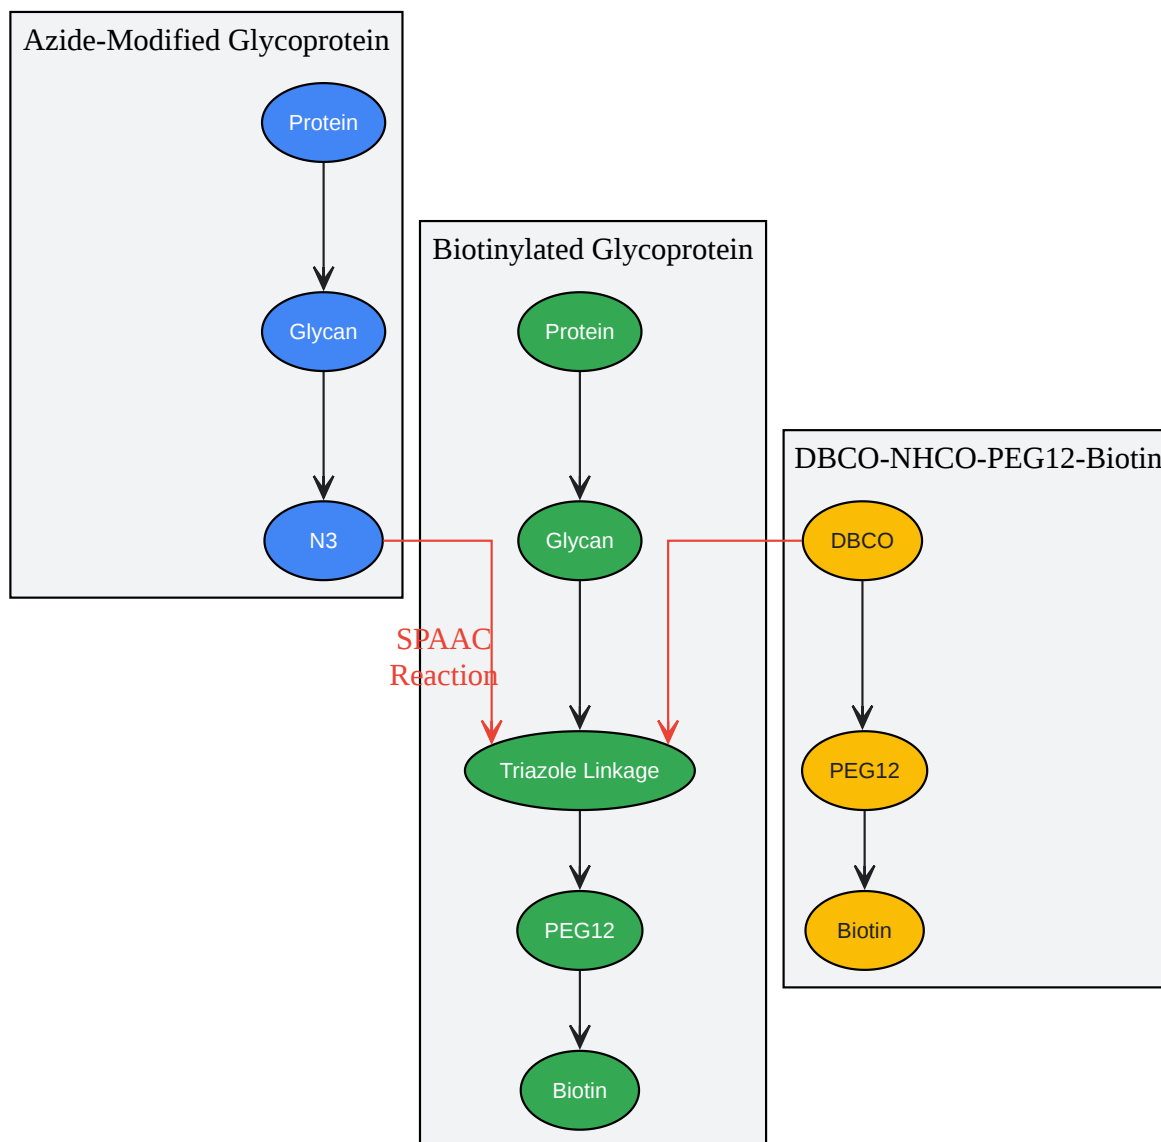 Azide-Modified Glycoprotein
Protein
Glycan
N3
Biotinylated Glycoprotein
Protein
Glycan
SPAAC
Reaction
Triazole Linkage
PEG12
Biotin
DBCO-NHCO-PEG12-Biotin
DBCO
PEG12
Biotin